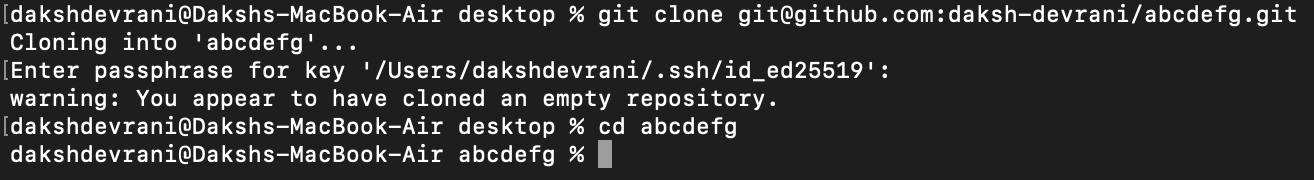 [dakshdevrani@Dakshs-MacBook-Air desktop % git clone git@github.com:daksh-devrani/abcdefg.git
Cloning into 'abcdefg'...
[Enter passphrase for key '/Users/dakshdevrani/.ssh/id_ed25519':
warning: You appear to have cloned an empty repository.
[dakshdevrani@Dakshs-MacBook-Air desktop % cd abcdefg
dakshdevrani@Dakshs-MacBook-Air abcdefg %